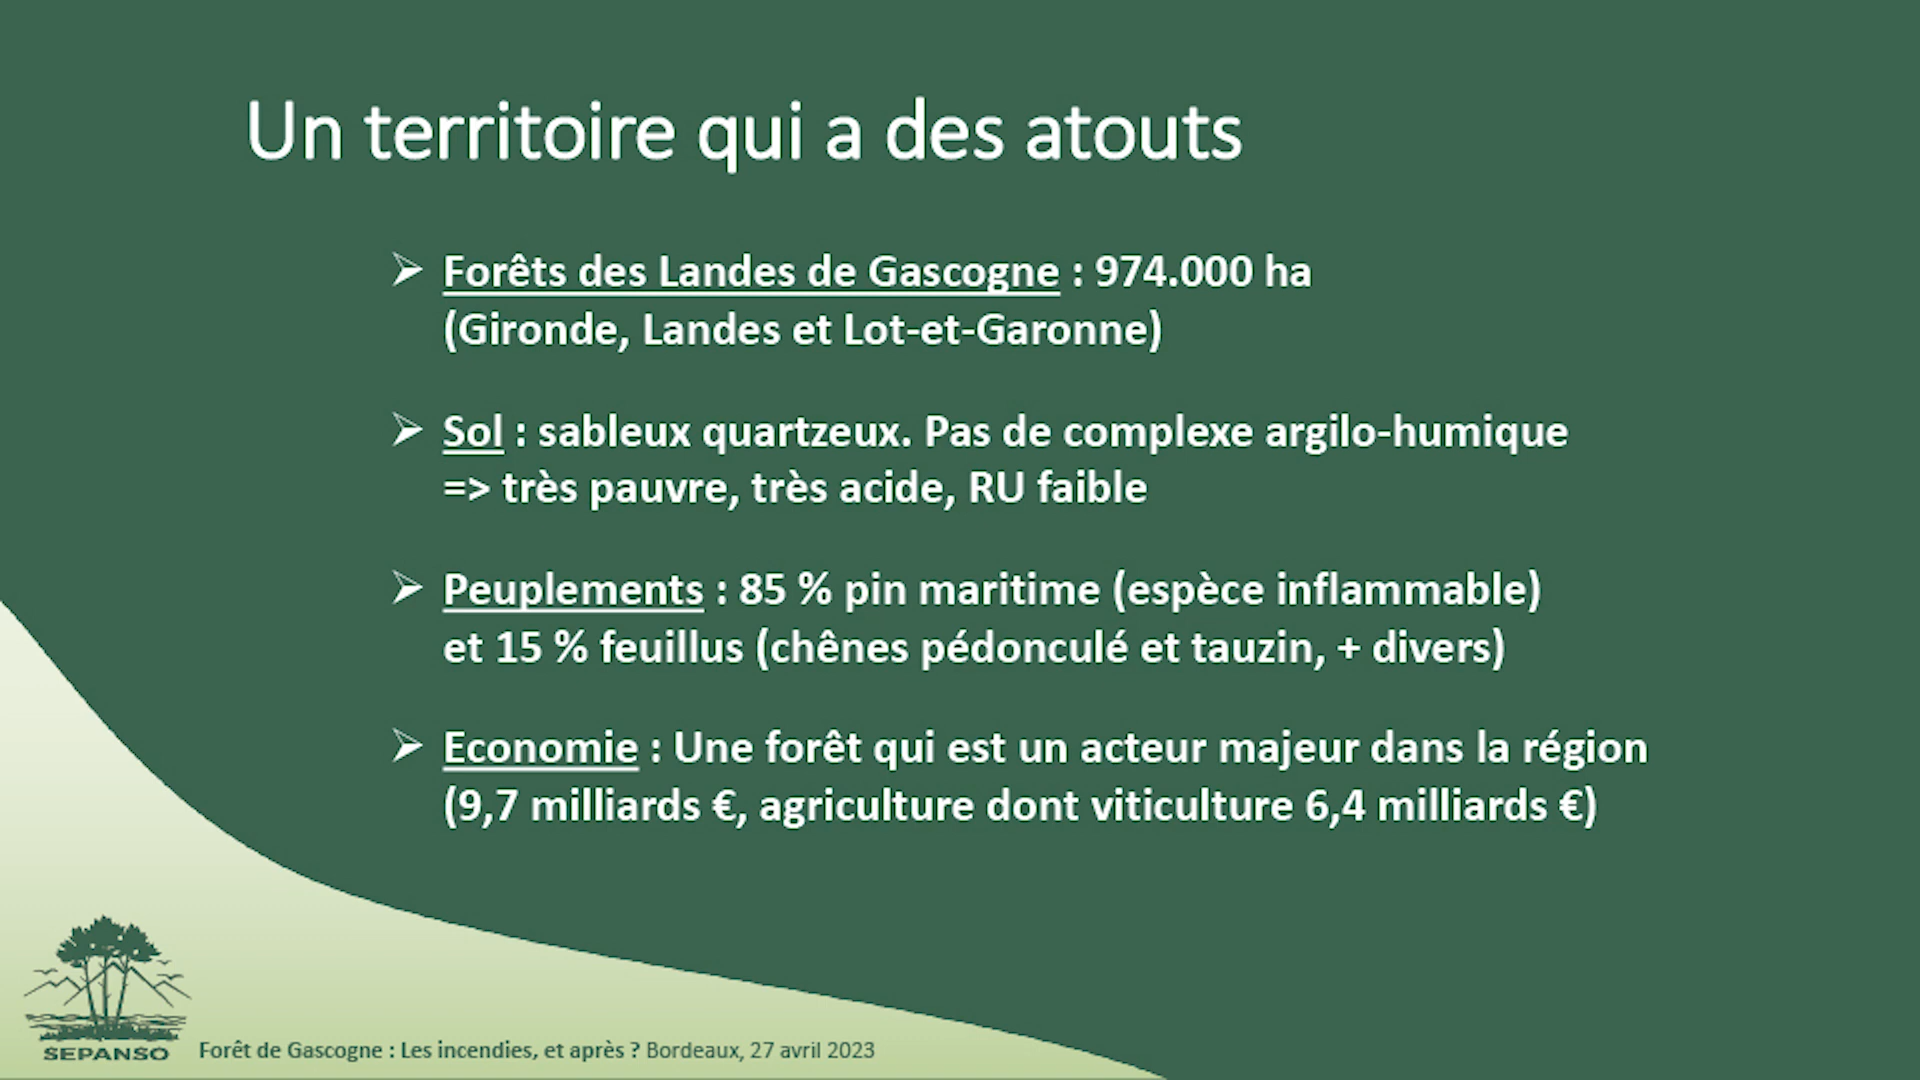 Un territoire qui a des atouts
➢ Forêts des Landes de Gascogne : 974.000 ha
(Gironde, Landes et Lot-et-Garonne)
➢ Sol : sableux quartzeux. Pas de complexe argilo-humique
=> très pauvre, très acide, RU faible
➢ Peuplements : 85 % pin maritime (espèce inflammable)
et 15 % feuillus (chênes pédonculé et tauzin, + divers)
➢ Economie : Une forêt qui est un acteur majeur dans la région
(9,7 milliards €, agriculture dont viticulture 6,4 milliards €)
SEPANSO
Forêt de Gascogne : Les incendies, et après ? Bordeaux, 27 avril 2023